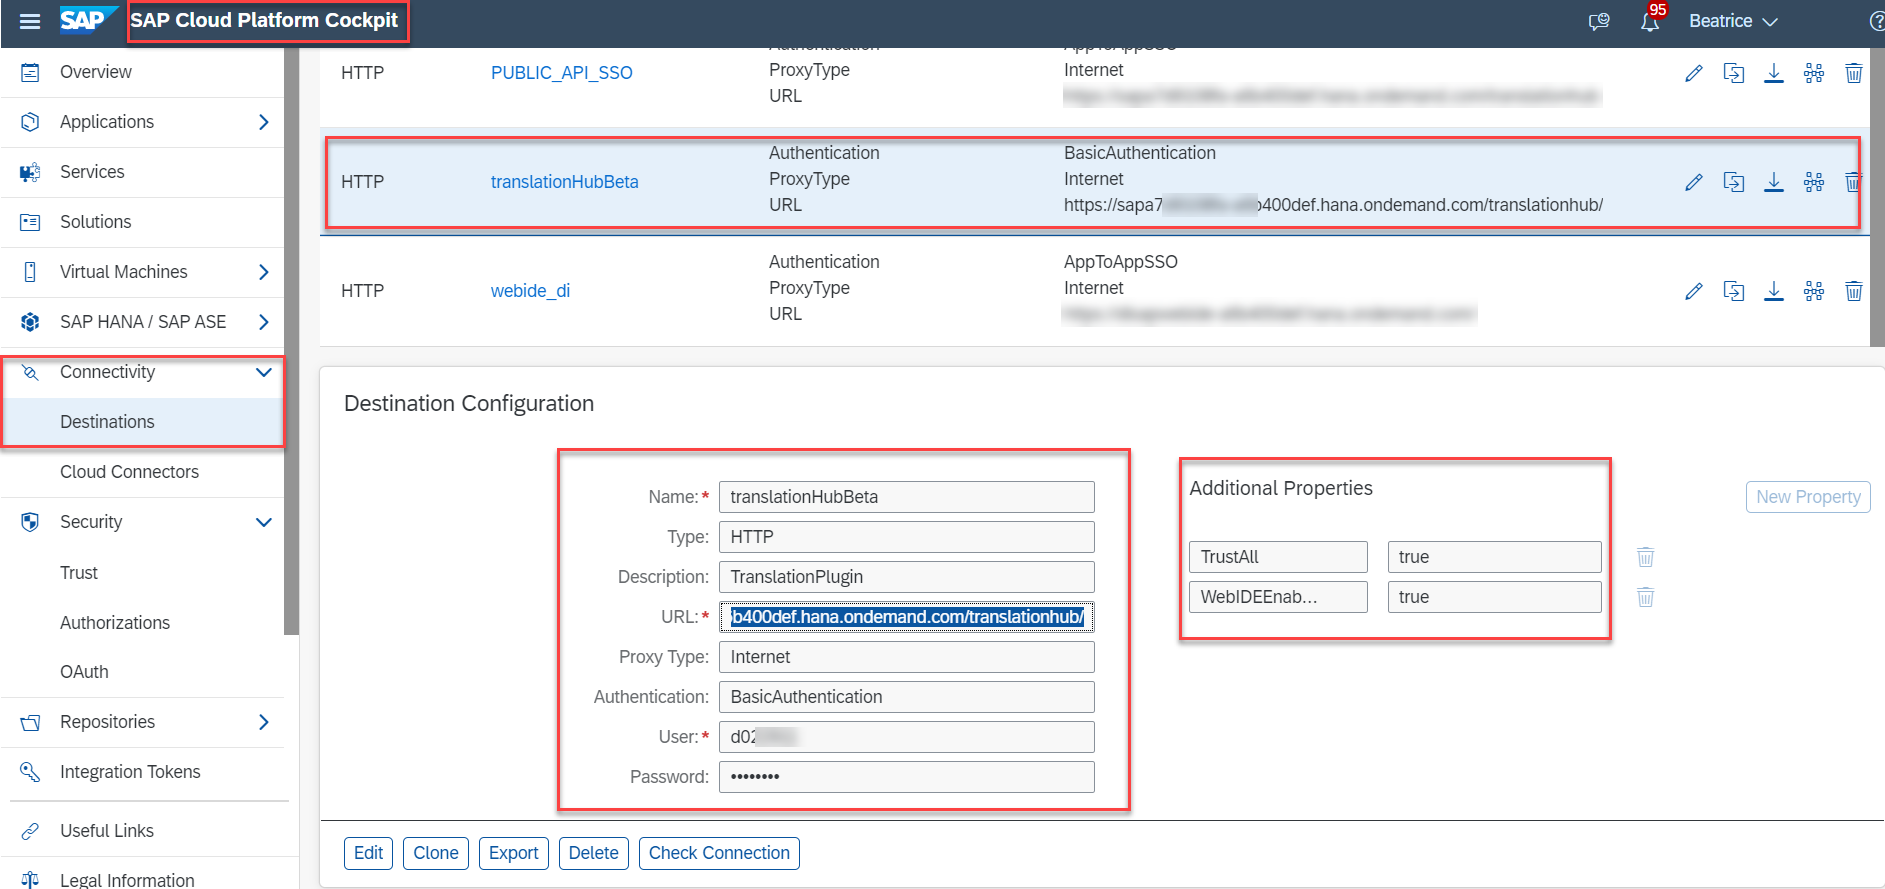 SAP
SAP Cloud Platform Cockpit
95
Beatrice
Overview
Applications
Services
Solutions
Virtual Machines
SAP HANA / SAP ASE
Connectivity
Destinations
Cloud Connectors
Security
Trust
Authorizations
OAuth
Repositories
Integration Tokens
Useful Links
Legal Information
Authentication AppToAppSSO
HTTP PUBLIC_API_SSO ProxyType Internet
URL
Authentication BasicAuthentication
HTTP translationHubBeta ProxyType Internet
URL https://sapa7 b400def.hana.ondemand.com/translationhub/
Authentication AppToAppSSO
HTTP webide_di ProxyType Internet
URL
Destination Configuration
Name:* translationHubBeta
Type: HTTP
Description: TranslationPlugin
URL:* b400def.hana.ondemand.com/translationhub/
Proxy Type: Internet
Authentication: BasicAuthentication
User:* d02
Password: ••••••••
Additional Properties
New Property
TrustAll true
WebIDEEnab... true
Edit Clone Export Delete Check Connection